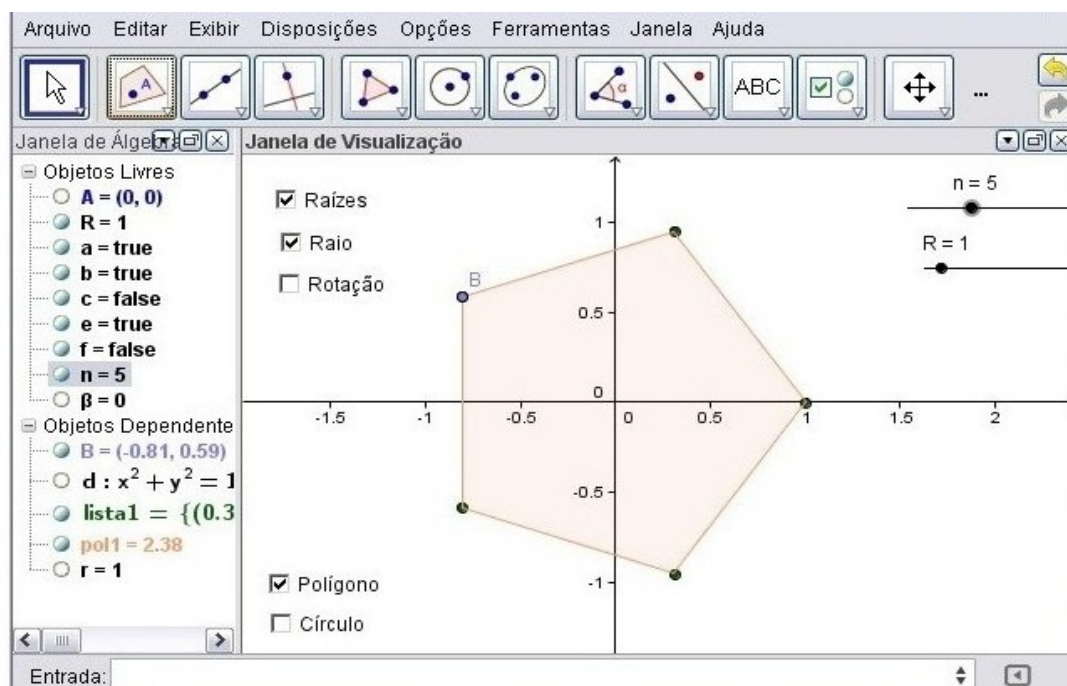 Arquivo Editar Exibir Disposições Opções Ferramentas Janela Ajuda
A
α
ABC
...
Janela de Álgebra
Janela de Visualização
Objetos Livres
A = (0, 0)
R = 1
a = true
b = true
c = false
e = true
f = false
n = 5
β = 0
Objetos Dependente
B = (-0.81, 0.59)
d : x² + y² = 1
lista1 = {(0.3
pol1 = 2.38
r = 1
Raízes
Raio
Rotação
n = 5
R = 1
B
1
0.5
0
-0.5
-1
-1.5 -1 -0.5 0 0.5 1 1.5 2
Polígono
Círculo
Entrada: